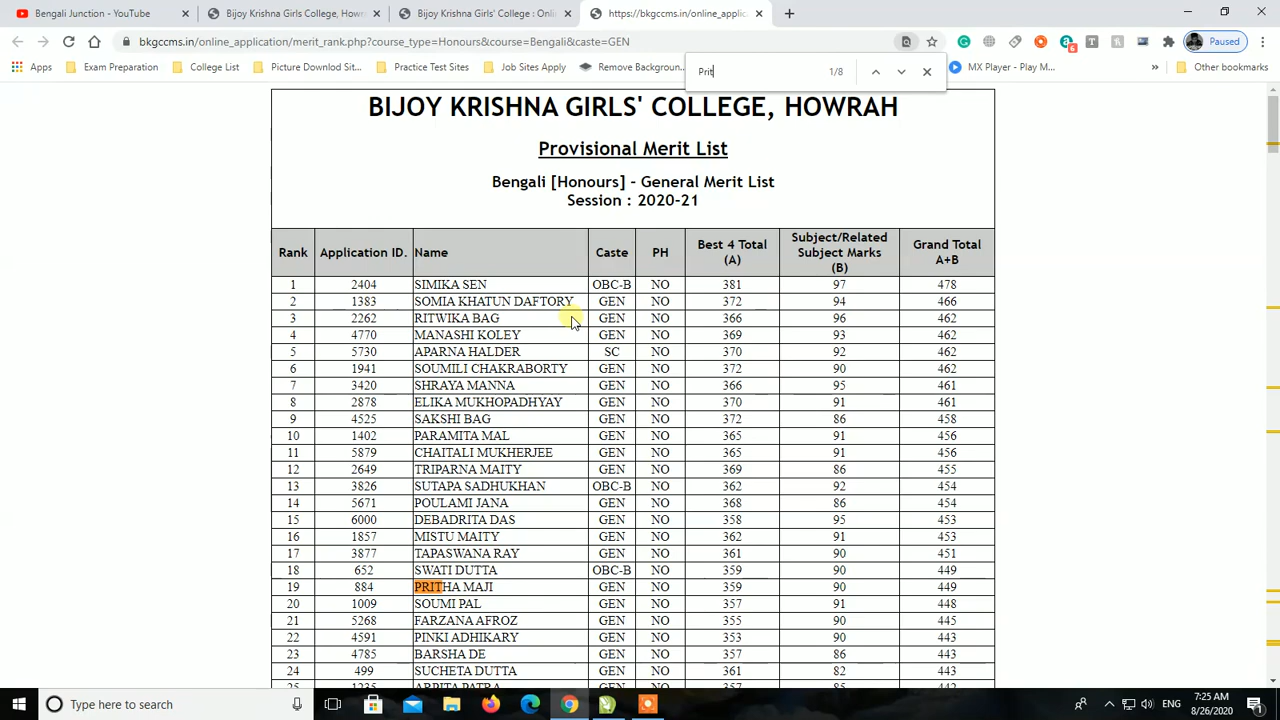 Bengali Junction - YouTube
Bijoy Krishna Girls College, Howr
Bijoy Krishna Girls' College : Onli
https://bkgccms.in/online_applic
bkgccms.in/online_application/merit_rank.php?course_type=Honours&course=Bengali&caste=GEN
Paused
Apps
Exam Preparation
College List
Picture Downlod Sit...
Practice Test Sites
Job Sites Apply
Remove Backgroun...
MX Player - Play M...
Other bookmarks
Prit
1/8
BIJOY KRISHNA GIRLS' COLLEGE, HOWRAH
Provisional Merit List
Bengali [Honours] - General Merit List
Session : 2020-21
Rank Application ID. Name Caste PH Best 4 Total (A) Subject/Related Subject Marks (B) Grand Total A+B
1 2404 SIMIKA SEN OBC-B NO 381 97 478
2 1383 SOMIA KHATUN DAFTORY GEN NO 372 94 466
3 2262 RITWIKA BAG GEN NO 366 96 462
4 4770 MANASHI KOLEY GEN NO 369 93 462
5 5730 APARNA HALDER SC NO 370 92 462
6 1941 SOUMILI CHAKRABORTY GEN NO 372 90 462
7 3420 SHRAYA MANNA GEN NO 366 95 461
8 2878 ELIKA MUKHOPADHYAY GEN NO 370 91 461
9 4525 SAKSHI BAG GEN NO 372 86 458
10 1402 PARAMITA MAL GEN NO 365 91 456
11 5879 CHAITALI MUKHERJEE GEN NO 365 91 456
12 2649 TRIPARNA MAITY GEN NO 369 86 455
13 3826 SUTAPA SADHUKHAN OBC-B NO 362 92 454
14 5671 POULAMI JANA GEN NO 368 86 454
15 6000 DEBADRITA DAS GEN NO 358 95 453
16 1857 MISTU MAITY GEN NO 362 91 453
17 3877 TAPASWANA RAY GEN NO 361 90 451
18 652 SWATI DUTTA OBC-B NO 359 90 449
19 884 PRITHA MAJI GEN NO 359 90 449
20 1009 SOUMI PAL GEN NO 357 91 448
21 5268 FARZANA AFROZ GEN NO 355 90 445
22 4591 PINKI ADHIKARY GEN NO 353 90 443
23 4785 BARSHA DE GEN NO 357 86 443
24 499 SUCHETA DUTTA GEN NO 361 82 443
25 1235 ARPITA PATRA GEN NO 357 85 442
Type here to search
ENG
7:25 AM
8/26/2020
6